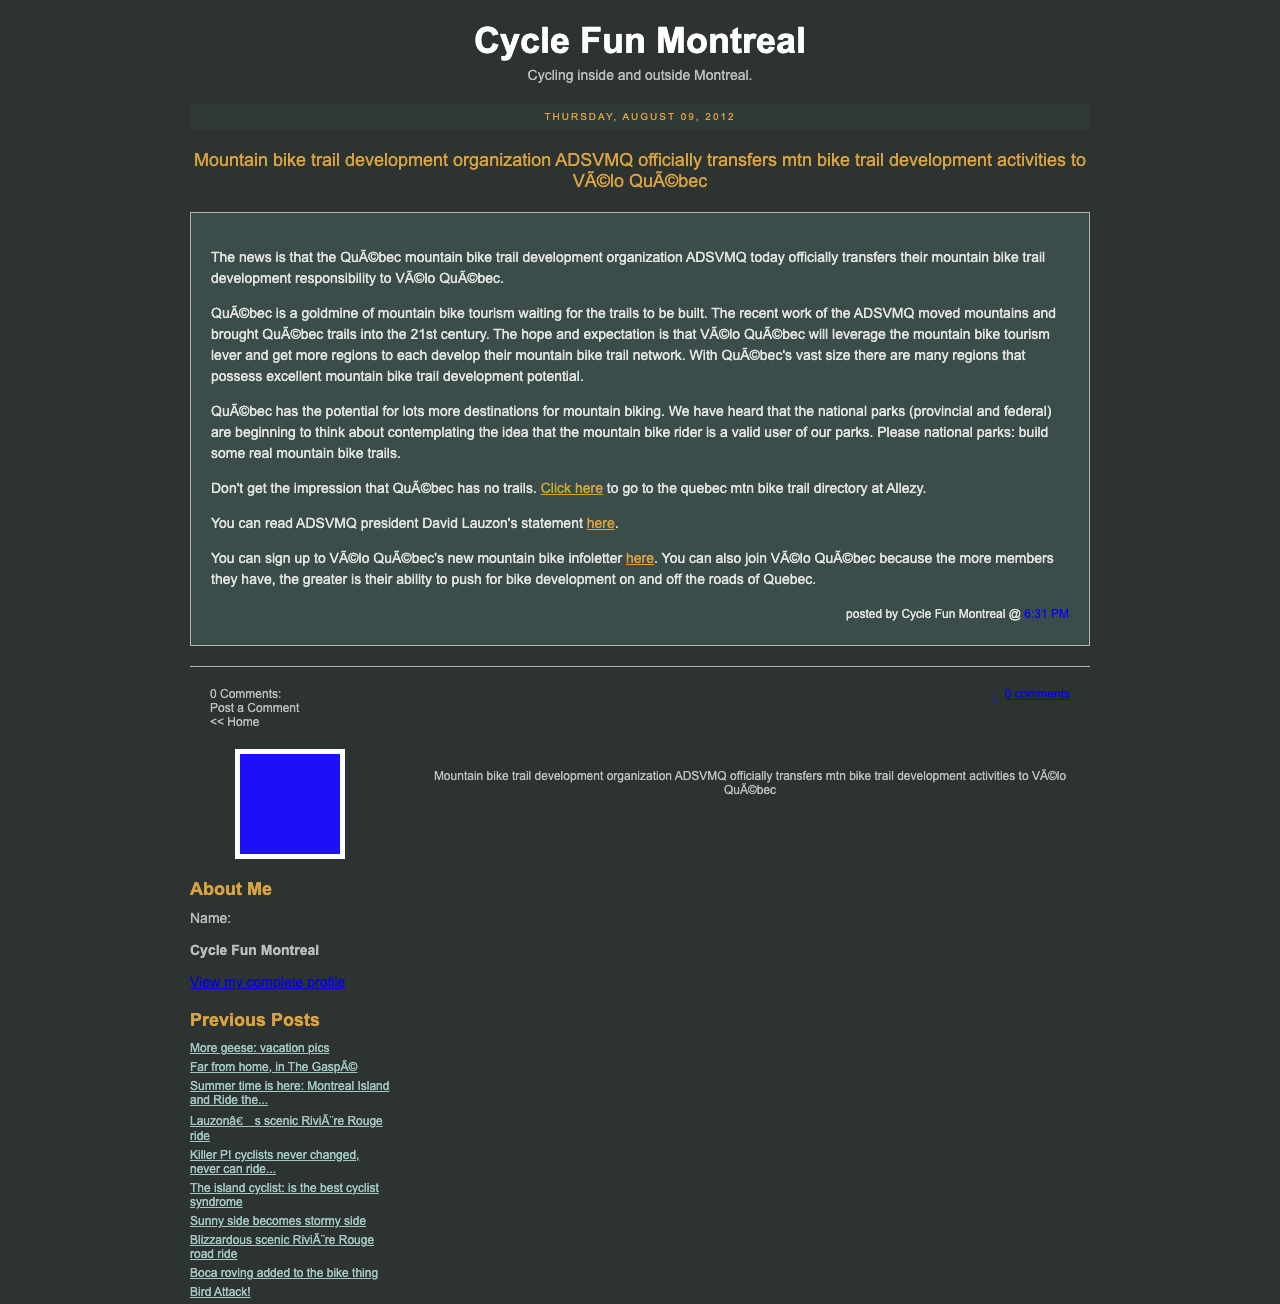 Cycle Fun Montreal
Cycling inside and outside Montreal.
THURSDAY, AUGUST 09, 2012
Mountain bike trail development organization ADSVMQ officially transfers mtn bike trail development activities to
VÃ©lo QuÃ©bec
The news is that the QuÃ©bec mountain bike trail development organization ADSVMQ today officially transfers their mountain bike trail
development responsibility to VÃ©lo QuÃ©bec.
QuÃ©bec is a goldmine of mountain bike tourism waiting for the trails to be built. The recent work of the ADSVMQ moved mountains and
brought QuÃ©bec trails into the 21st century. The hope and expectation is that VÃ©lo QuÃ©bec will leverage the mountain bike tourism
lever and get more regions to each develop their mountain bike trail network. With QuÃ©bec's vast size there are many regions that
possess excellent mountain bike trail development potential.
QuÃ©bec has the potential for lots more destinations for mountain biking. We have heard that the national parks (provincial and federal)
are beginning to think about contemplating the idea that the mountain bike rider is a valid user of our parks. Please national parks: build
some real mountain bike trails.
Don't get the impression that QuÃ©bec has no trails. Click here to go to the quebec mtn bike trail directory at Allezy.
You can read ADSVMQ president David Lauzon's statement here.
You can sign up to VÃ©lo QuÃ©bec's new mountain bike infoletter here. You can also join VÃ©lo QuÃ©bec because the more members
they have, the greater is their ability to push for bike development on and off the roads of Quebec.
posted by Cycle Fun Montreal @ 6:31 PM
0 Comments:
0 comments
Post a Comment
<< Home
Mountain bike trail development organization ADSVMQ officially transfers mtn bike trail development activities to VÃ©lo
QuÃ©bec
About Me
Name:
Cycle Fun Montreal
View my complete profile
Previous Posts
More geese: vacation pics
Far from home, in The GaspÃ©
Summer time is here: Montreal Island
and Ride the...
Lauzonâ€ s scenic RiviÃ¨re Rouge
ride
Killer PI cyclists never changed,
never can ride...
The island cyclist: is the best cyclist
syndrome
Sunny side becomes stormy side
Blizzardous scenic RiviÃ¨re Rouge
road ride
Boca roving added to the bike thing
Bird Attack!